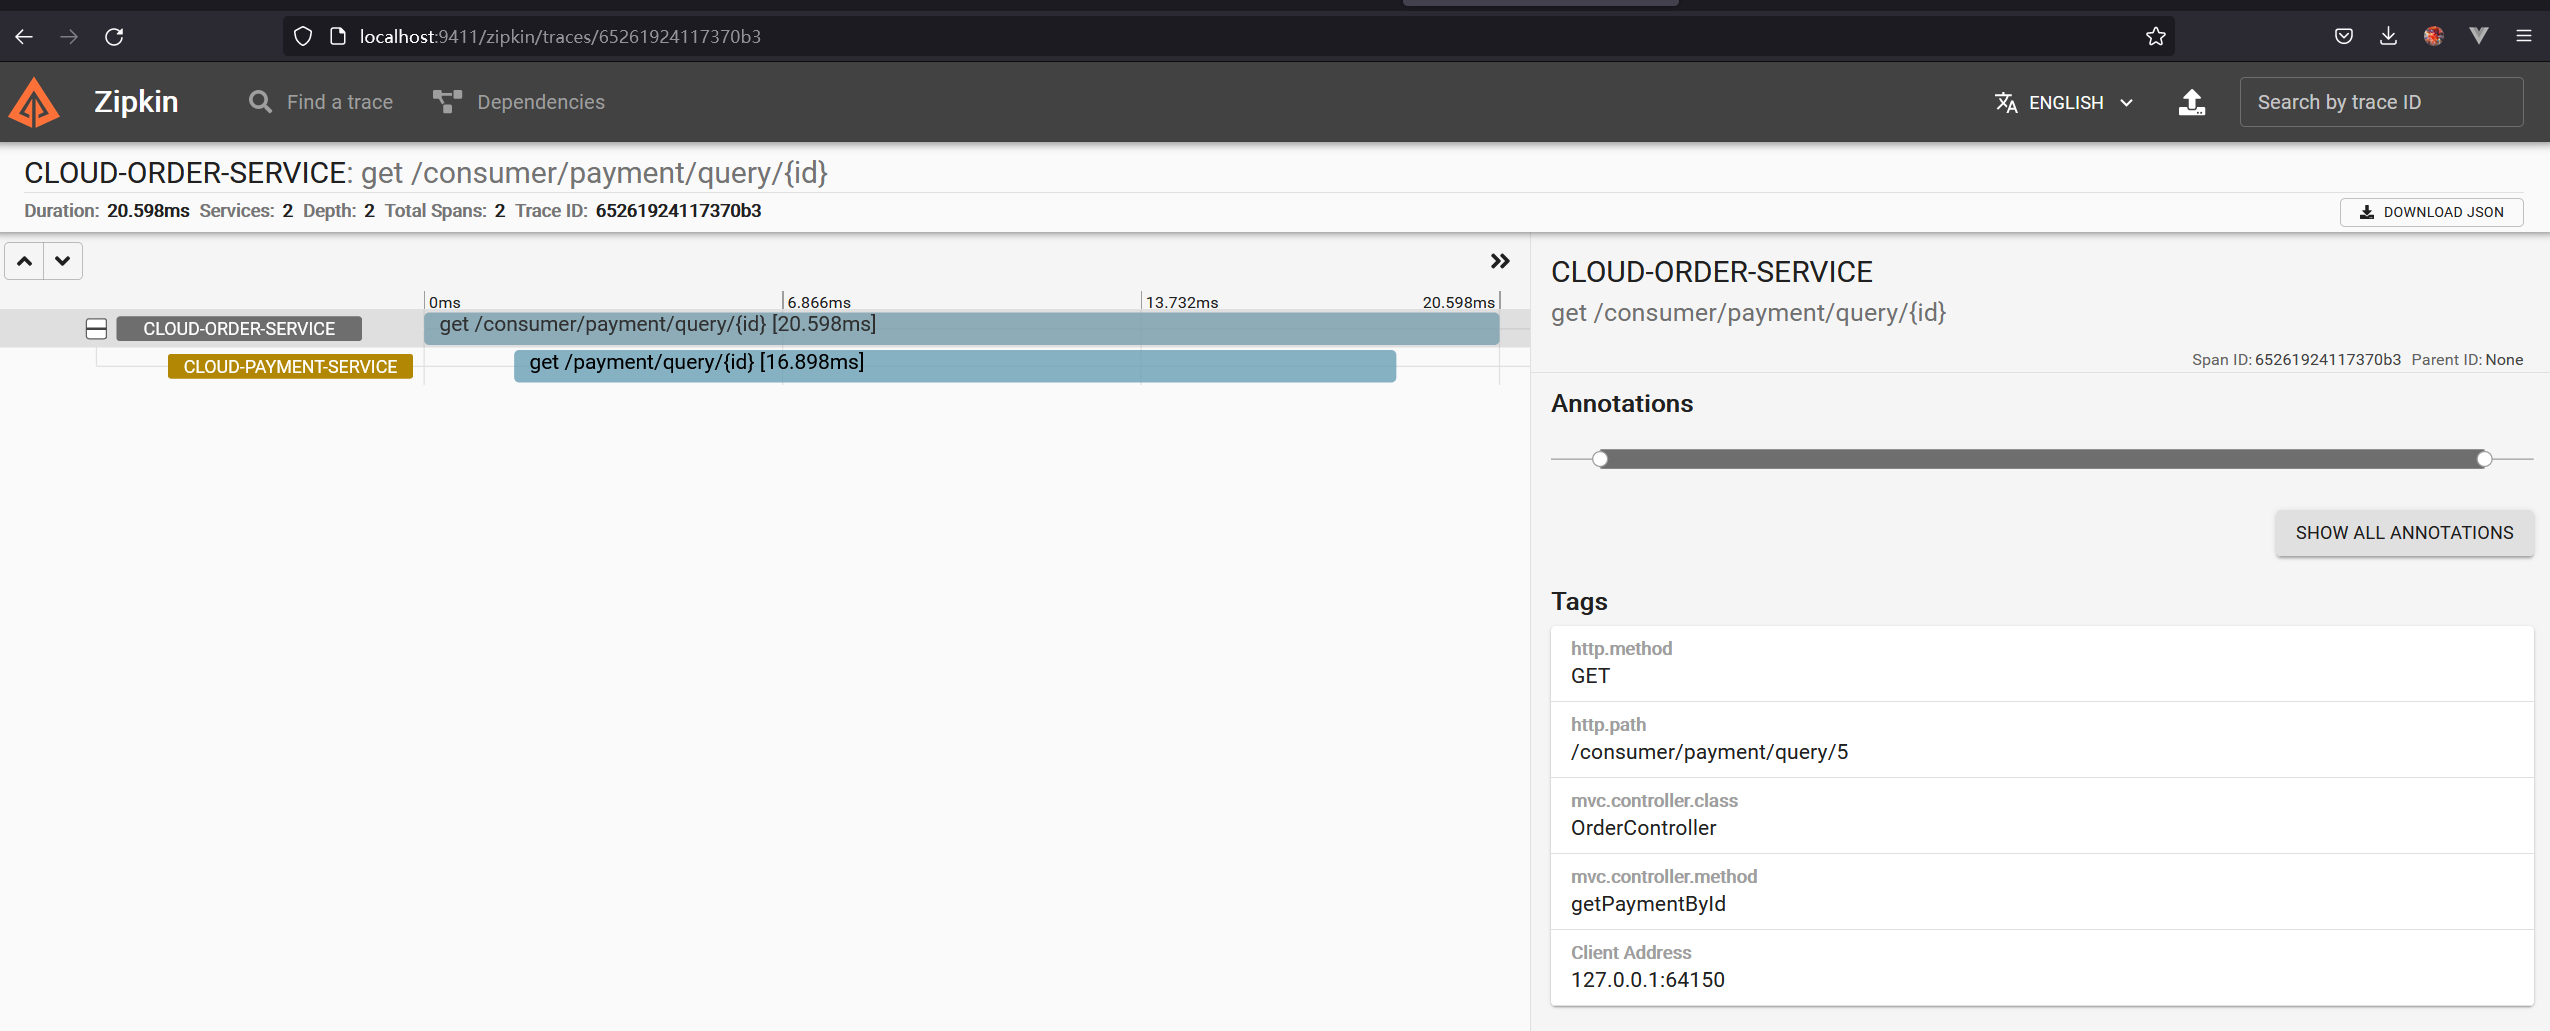 localhost:9411/zipkin/traces/65261924117370b3
Zipkin
Find a trace
Dependencies
ENGLISH
Search by trace ID
CLOUD-ORDER-SERVICE: get /consumer/payment/query/{id}
Duration: 20.598ms Services: 2 Depth: 2 Total Spans: 2 Trace ID: 65261924117370b3
DOWNLOAD JSON
0ms 6.866ms 13.732ms 20.598ms
CLOUD-ORDER-SERVICE get /consumer/payment/query/{id} [20.598ms]
CLOUD-PAYMENT-SERVICE get /payment/query/{id} [16.898ms]
CLOUD-ORDER-SERVICE
get /consumer/payment/query/{id}
Span ID: 65261924117370b3 Parent ID: None
Annotations
SHOW ALL ANNOTATIONS
Tags
http.method
GET
http.path
/consumer/payment/query/5
mvc.controller.class
OrderController
mvc.controller.method
getPaymentById
Client Address
127.0.0.1:64150